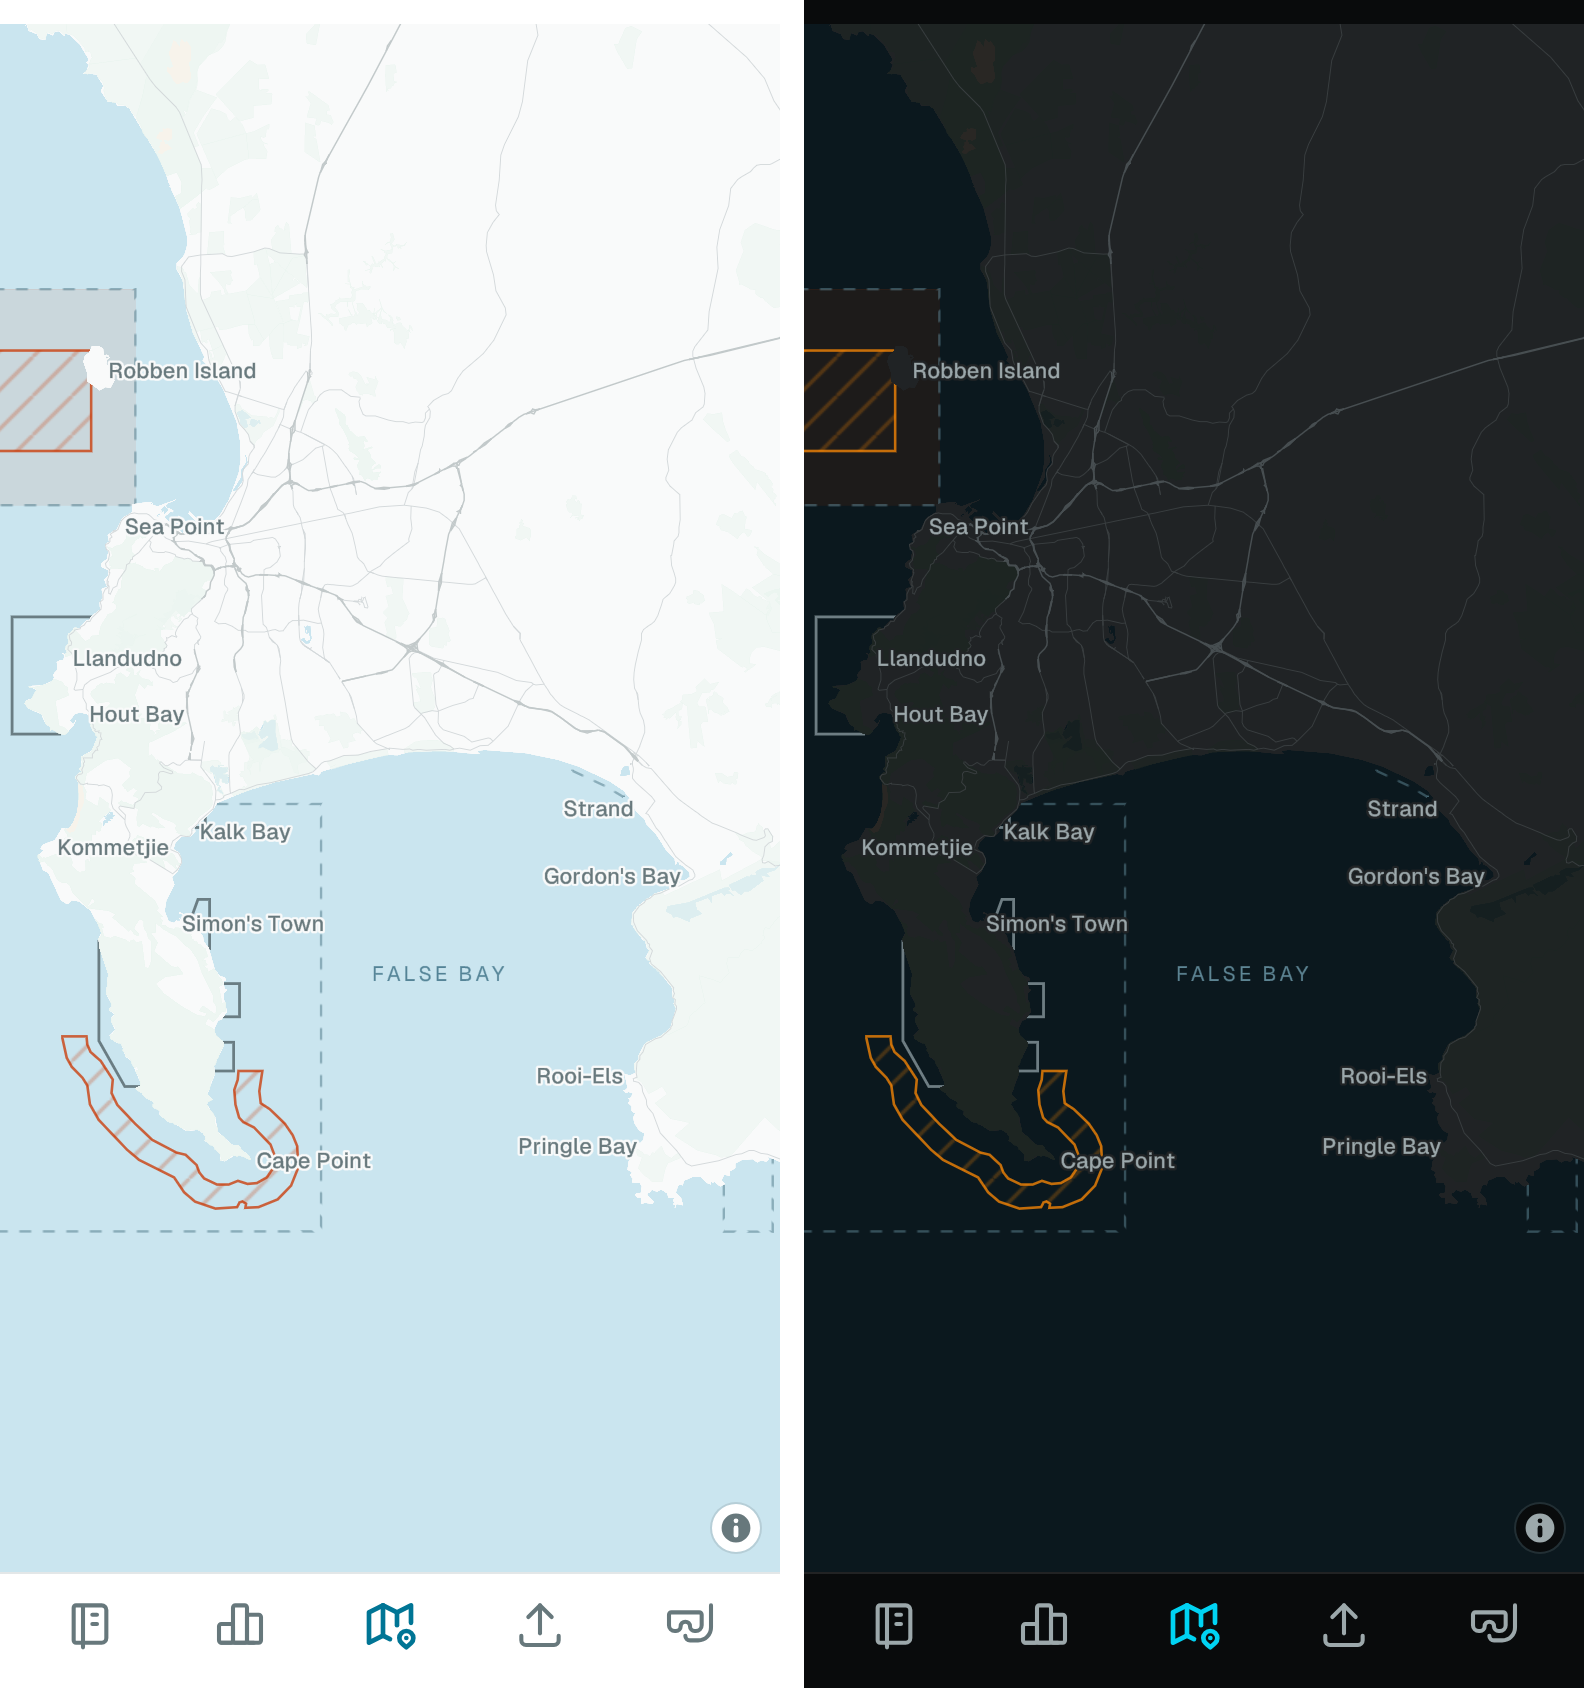 Robben Island
Sea Point
Llandudno
Hout Bay
Strand
Kalk Bay
Kommetjie
Gordon's Bay
Simon's Town
FALSE BAY
Rooi-Els
Pringle Bay
Cape Point
Robben Island
Sea Point
Llandudno
Hout Bay
Strand
Kalk Bay
Kommetjie
Gordon's Bay
Simon's Town
FALSE BAY
Rooi-Els
Pringle Bay
Cape Point